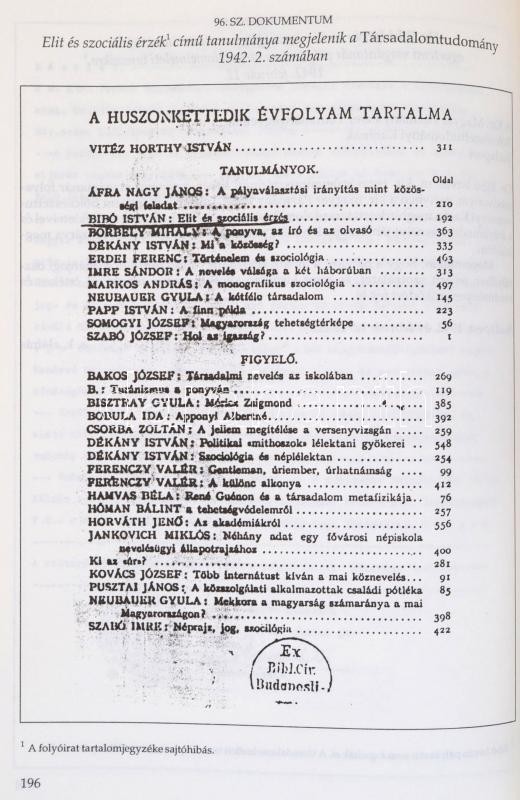 96. SZ. DOKUMENTUM
Elit és szociális érzék¹ című tanulmánya megjelenik a Társadalomtudomány
1942. 2. számában
A HUSZONKETTEDIK ÉVFOLYAM TARTALMA
VITÉZ HORTHY ISTVÁN 311
TANULMÁNYOK.
Oldal
ÁFRA NAGY JÁNOS: A pályaválasztási irányítás mint közös-
ségi feladat 210
BIBÓ ISTVÁN: Elit és szociális érzés 192
BORBÉLY MIHÁLY: A ponyva, az író és az olvasó 363
DÉKÁNY ISTVÁN: Mi a közösség? 335
ERDEI FERENC: Történelem és szociológia 463
IMRE SÁNDOR: A nevelés válsága a két háborúban 313
MARKOS ANDRÁS: A monografikus szociológia 497
NEUBAUER GYULA: A kétféle társadalom 145
PAPP ISTVÁN: A finn példa 223
SOMOGYI JÓZSEF: Magyarország tehetségtérképe 56
SZABÓ JÓZSEF: Hol az igazság? 1
FIGYELŐ.
BAKOS JÓZSEF: Társadalmi nevelés az iskolában 269
B.: Turánizmus a ponyván 119
BISZTRAY GYULA: Móricz Zsigmond 385
BOBULA IDA: Apponyi Albertné 392
CSORBA ZOLTÁN: A jellem megítélése a versenyvizsgán 259
DÉKÁNY ISTVÁN: Politikai «mithoszok» lélektani gyökerei 548
DÉKÁNY ISTVÁN: Szociológia és néplélektan 254
FERENCZY VALÉR: Gentleman, úriember, úrhatnámság 99
FERENCZY VALÉR: A különc alkonya 412
HAMVAS BÉLA: René Guénon és a társadalom metafizikája 76
HÓMAN BÁLINT a tehetségvédelemről 257
HORVÁTH JENŐ: Az akadémiákról 556
JANKOVICH MIKLÓS: Néhány adat egy fővárosi népiskola
nevelésügyi állapotrajzához 400
Ki az «úr»? 281
KOVÁCS JÓZSEF: Több internátust kíván a mai köznevelés 91
PUSZTAI JÁNOS: A közszolgálati alkalmazottak családi pótléka 85
NEUBAUER GYULA: Mekkora a magyarság számaránya a mai
Magyarországon? 398
SZABÓ IMRE: Néprajz, jog, szociológia 422
Ex
Bibl. Civ.
Budapesti-
¹ A folyóirat tartalomjegyzéke sajtóhibás.
196